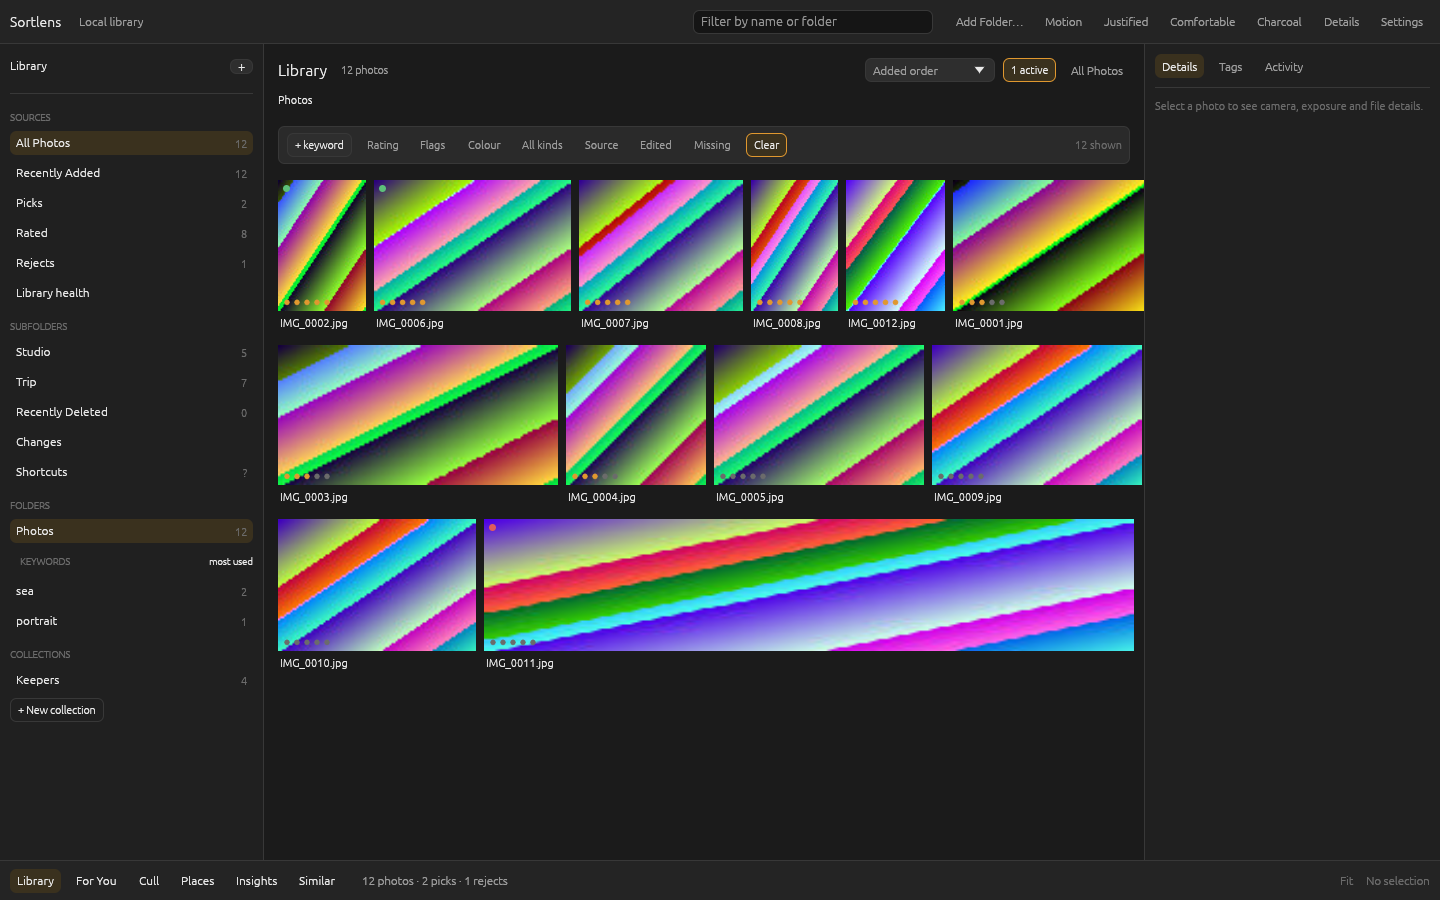 Sortlens Local library Filter by name or folder Add Folder... Motion Justified Comfortable Charcoal Details Settings
Library +
SOURCES
All Photos 12
Recently Added 12
Picks 2
Rated 8
Rejects 1
Library health
SUBFOLDERS
Studio 5
Trip 7
Recently Deleted 0
Changes
Shortcuts ?
FOLDERS
Photos 12
KEYWORDS most used
sea 2
portrait 1
COLLECTIONS
Keepers 4
+ New collection
Library 12 photos Added order 1 active All Photos
Photos
+ keyword Rating Flags Colour All kinds Source Edited Missing Clear 12 shown
IMG_0002.jpg IMG_0006.jpg IMG_0007.jpg IMG_0008.jpg IMG_0012.jpg IMG_0001.jpg
IMG_0003.jpg IMG_0004.jpg IMG_0005.jpg IMG_0009.jpg
IMG_0010.jpg IMG_0011.jpg
Details Tags Activity
Select a photo to see camera, exposure and file details.
Library For You Cull Places Insights Similar 12 photos · 2 picks · 1 rejects Fit No selection